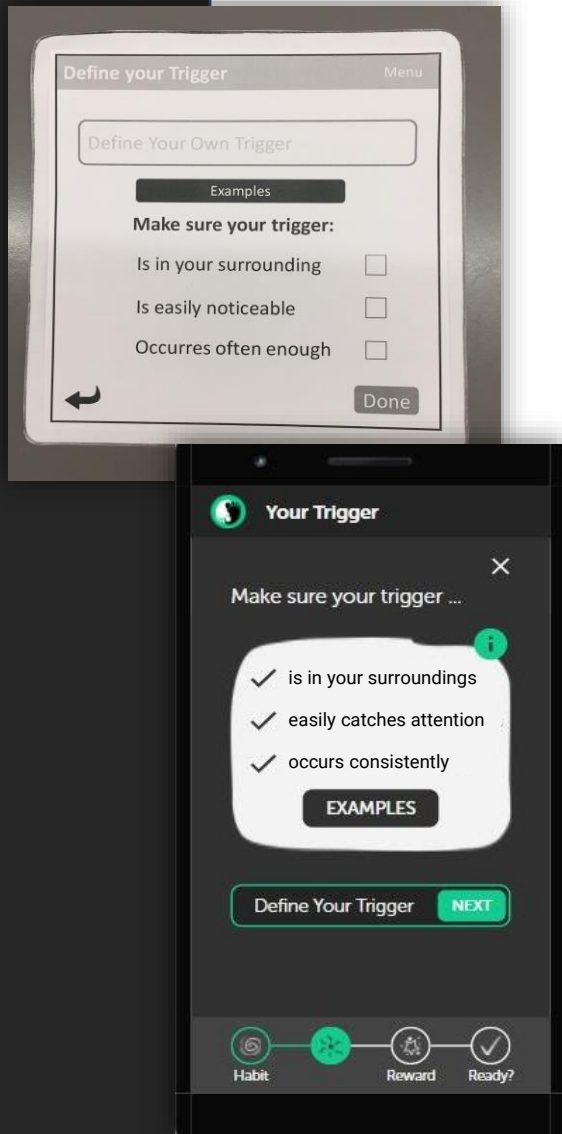 Define your Trigger Menu
Define Your Own Trigger
Examples
Make sure your trigger:
Is in your surrounding
Is easily noticeable
Occurres often enough
Done
Your Trigger
Make sure your trigger ...
i
is in your surroundings
easily catches attention
occurs consistently
EXAMPLES
Define Your Trigger NEXT
Habit Reward Ready?